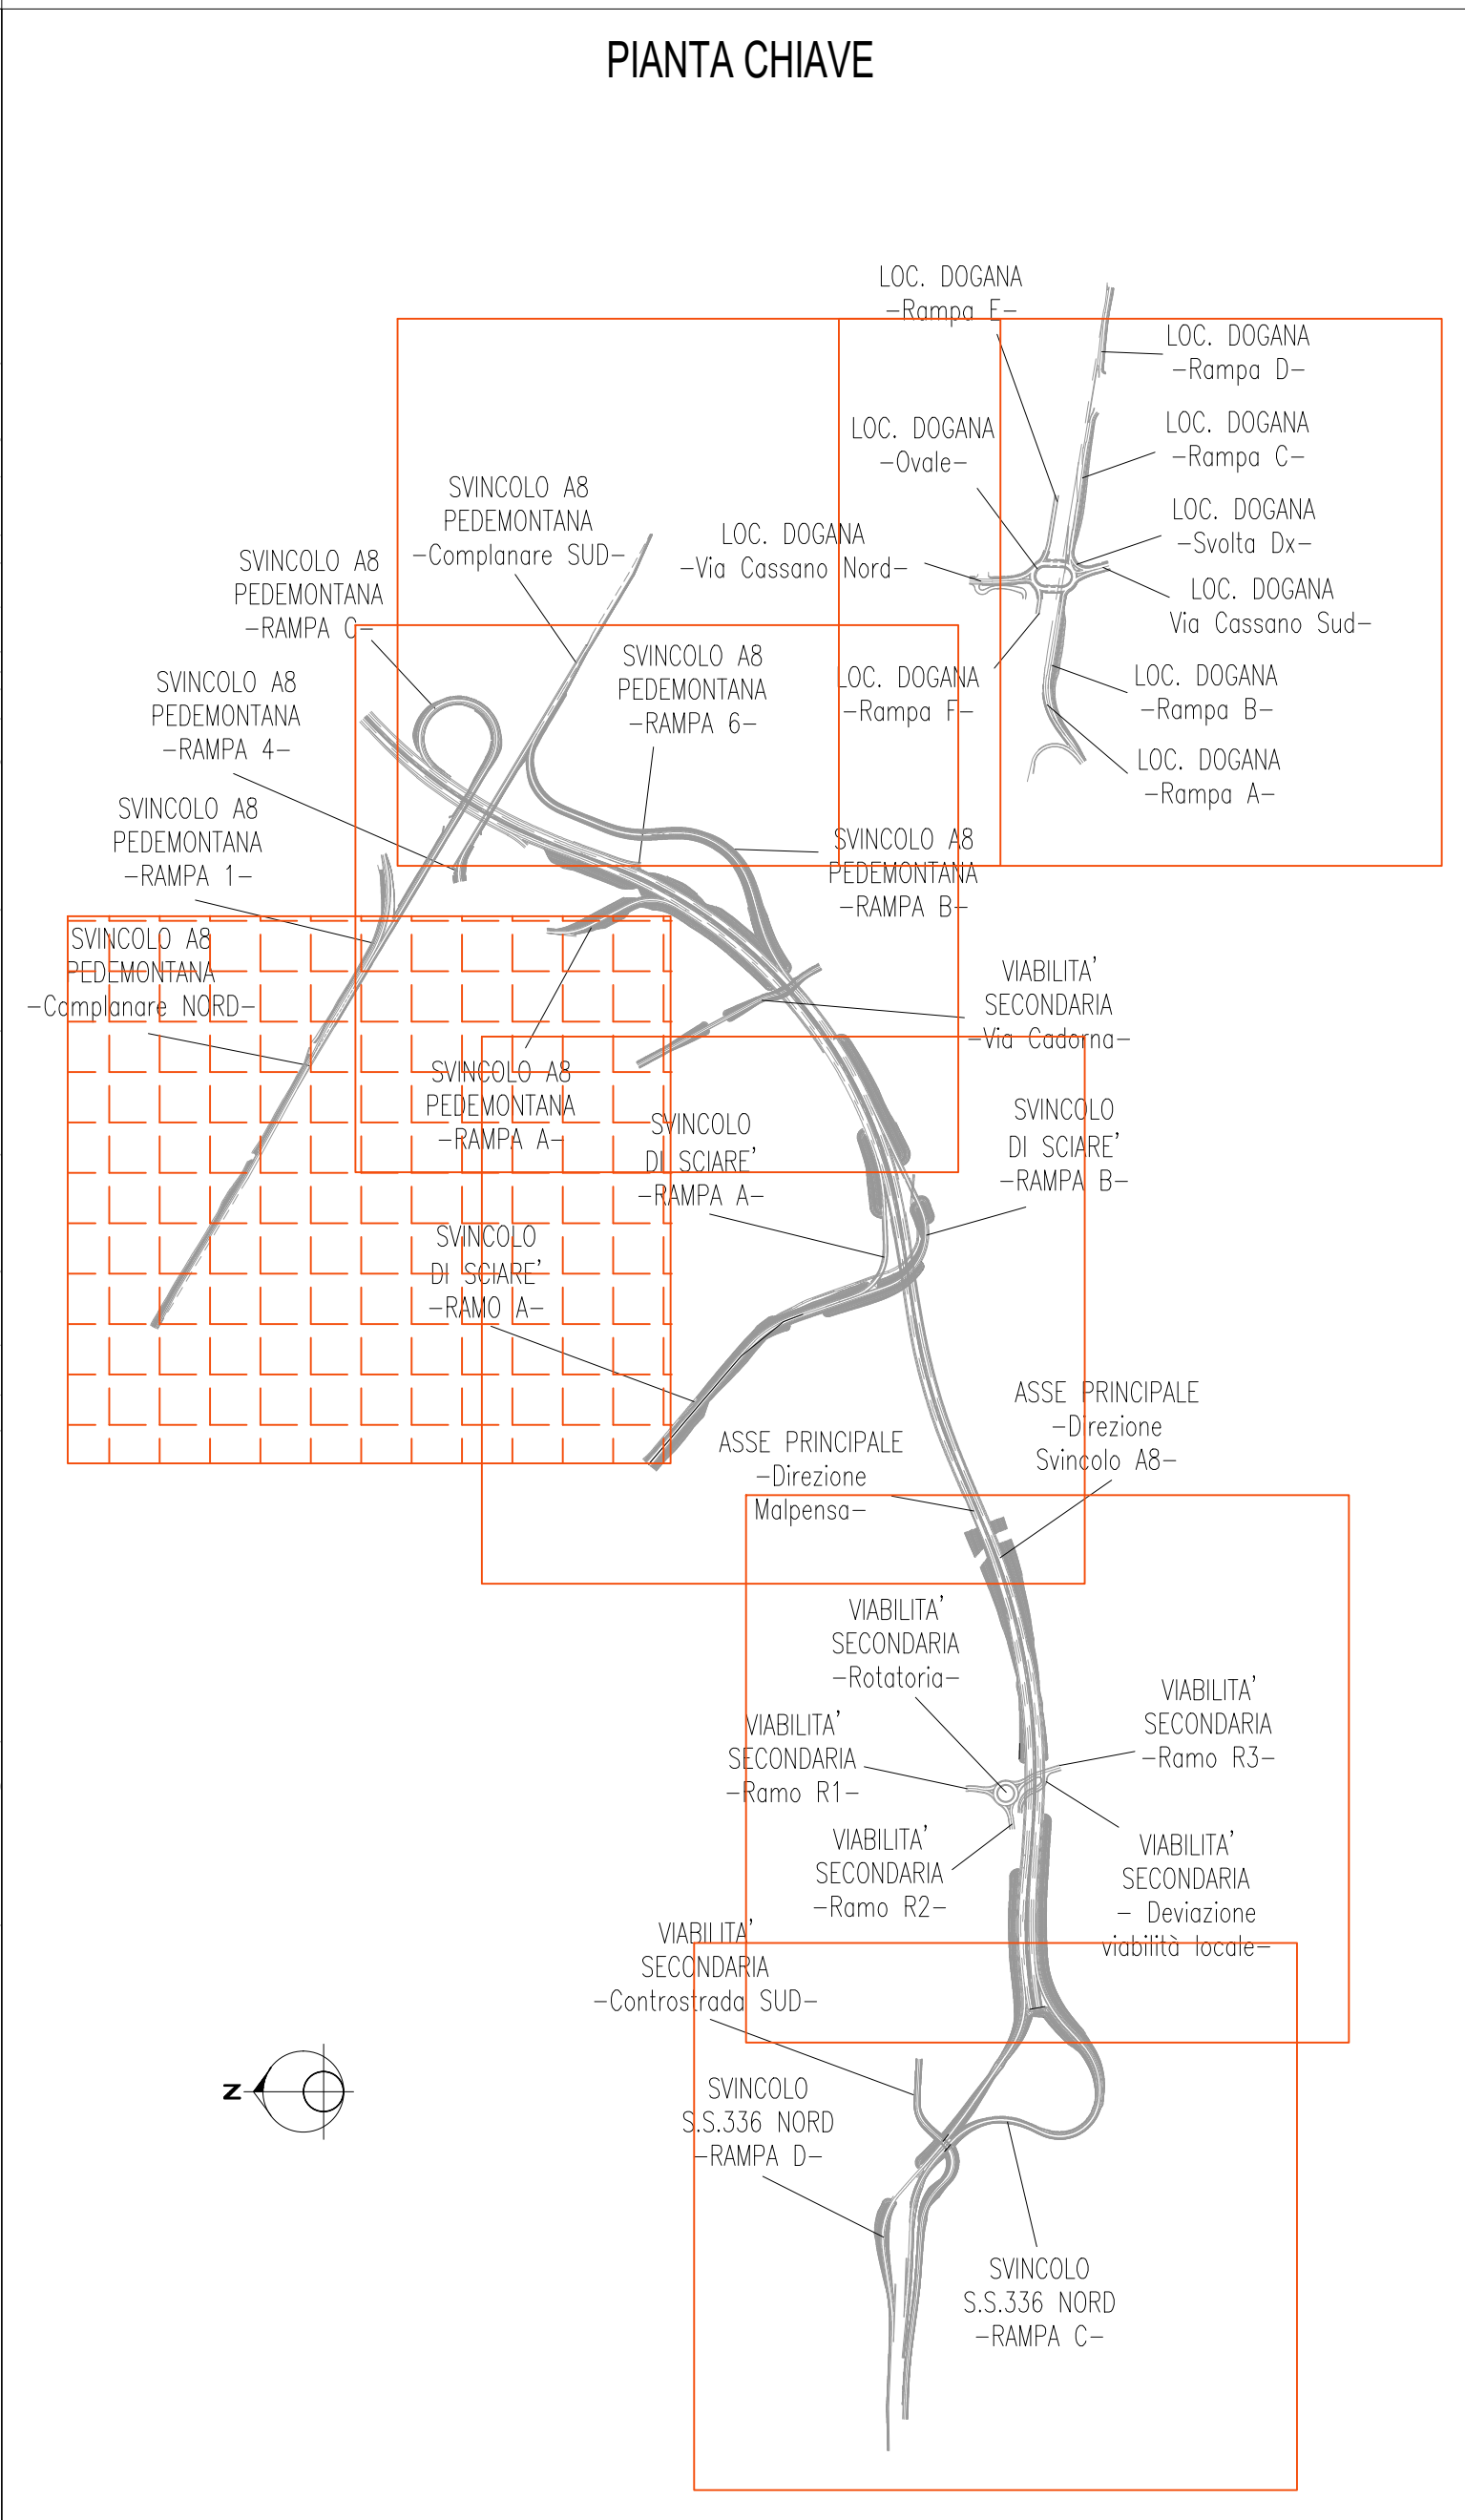 PIANTA CHIAVE
LOC. DOGANA
-Rampa E-
LOC. DOGANA
-Rampa D-
LOC. DOGANA
-Ovale-
LOC. DOGANA
-Rampa C-
SVINCOLO A8
PEDEMONTANA
-Complanare SUD-
LOC. DOGANA
-Via Cassano Nord-
LOC. DOGANA
-Svolta Dx-
SVINCOLO A8
PEDEMONTANA
-RAMPA C-
LOC. DOGANA
Via Cassano Sud-
SVINCOLO A8
PEDEMONTANA
-RAMPA 6-
LOC. DOGANA
-Rampa F-
LOC. DOGANA
-Rampa B-
SVINCOLO A8
PEDEMONTANA
-RAMPA 4-
LOC. DOGANA
-Rampa A-
SVINCOLO A8
PEDEMONTANA
-RAMPA 1-
SVINCOLO A8
PEDEMONTANA
-RAMPA B-
SVINCOLO A8
PEDEMONTANA
-Complanare NORD-
VIABILITA'
SECONDARIA
-Via Cadorna-
SVINCOLO A8
PEDEMONTANA
-RAMPA A-
SVINCOLO
DI SCIARE'
-RAMPA A-
SVINCOLO
DI SCIARE'
-RAMPA B-
SVINCOLO
DI SCIARE'
-RAMO A-
ASSE PRINCIPALE
-Direzione
Svincolo A8-
ASSE PRINCIPALE
-Direzione
Malpensa-
VIABILITA'
SECONDARIA
-Rotatoria-
VIABILITA'
SECONDARIA
-Ramo R3-
VIABILITA'
SECONDARIA
-Ramo R1-
VIABILITA'
SECONDARIA
-Ramo R2-
VIABILITA'
SECONDARIA
- Deviazione
viabilità locale-
VIABILITA'
SECONDARIA
-Controstrada SUD-
N
SVINCOLO
S.S.336 NORD
-RAMPA D-
SVINCOLO
S.S.336 NORD
-RAMPA C-